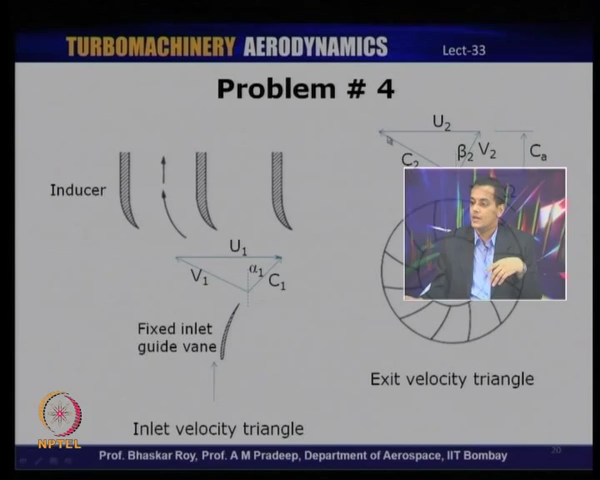 TURBOMACHINERY AERODYNAMICS
Lect-33
Problem # 4
U₂
C₂
β₂
V₂
Cₐ
Inducer
U₁
V₁
α₁
C₁
Fixed inlet
guide vane
Exit velocity triangle
Inlet velocity triangle
NPTEL
Prof. Bhaskar Roy, Prof. A M Pradeep, Department of Aerospace, IIT Bombay
20